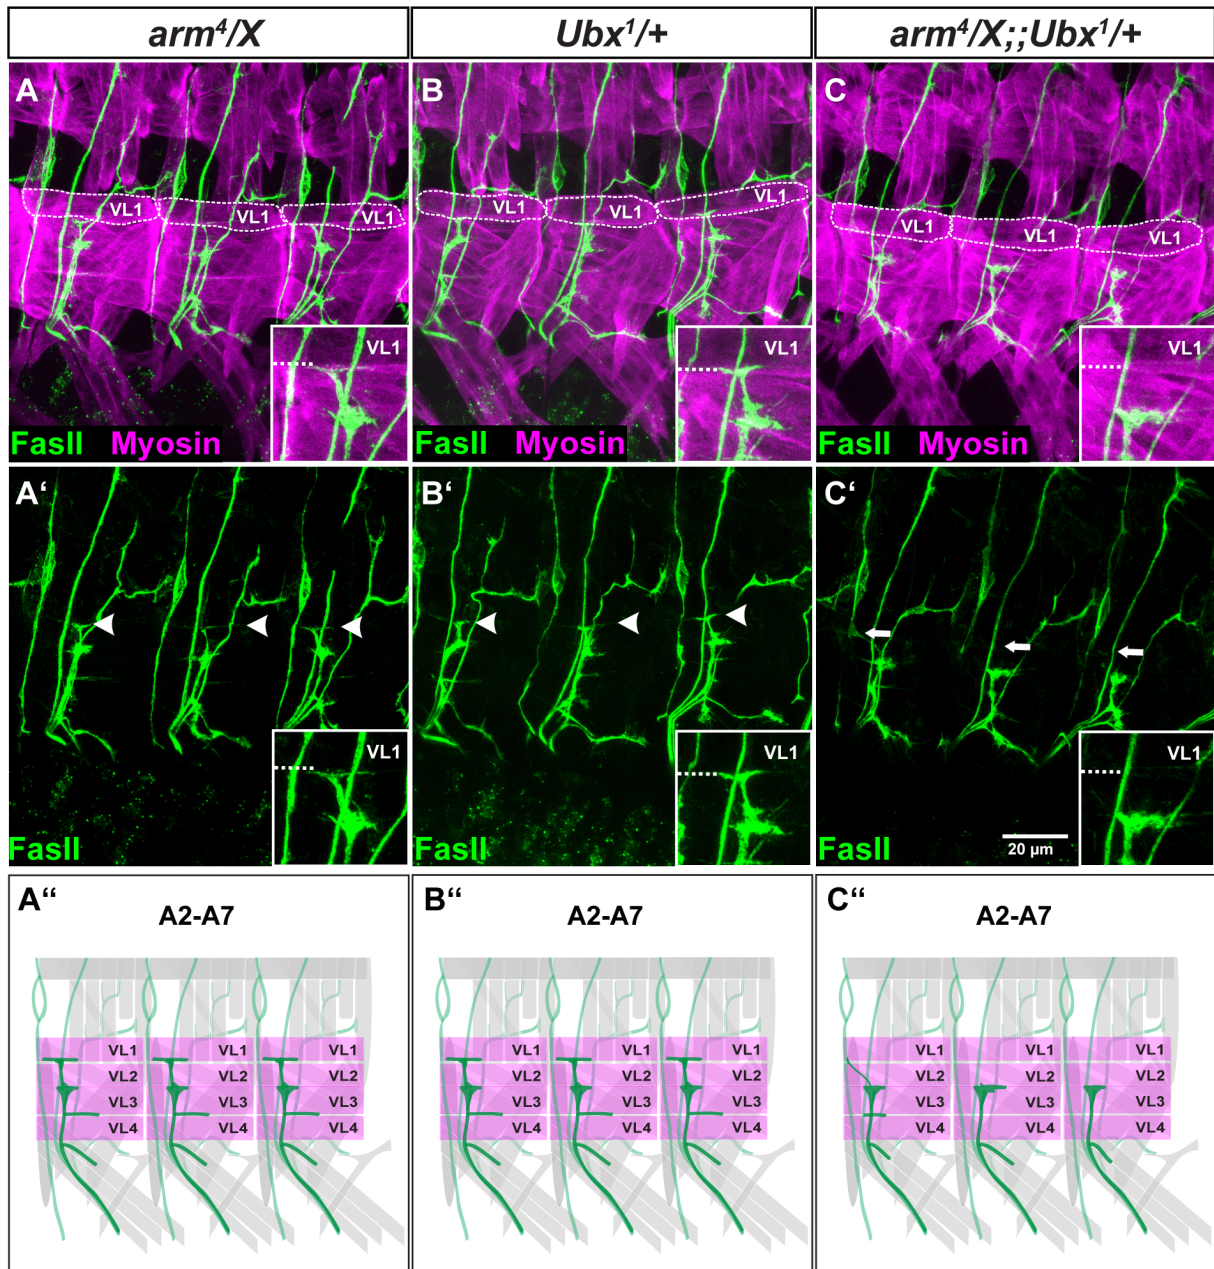 arm⁴/X
Ubx¹/+
arm⁴/X;;Ubx¹/+
A
VL1
VL1
VL1
VL1
FasII Myosin
B
VL1
VL1
VL1
VL1
FasII Myosin
C
VL1
VL1
VL1
VL1
FasII Myosin
A‘
VL1
FasII
B‘
VL1
FasII
C‘
VL1
20 µm
FasII
A“
A2-A7
VL1 VL1 VL1
VL2 VL2 VL2
VL3 VL3 VL3
VL4 VL4 VL4
B“
A2-A7
VL1 VL1 VL1
VL2 VL2 VL2
VL3 VL3 VL3
VL4 VL4 VL4
C“
A2-A7
VL1 VL1 VL1
VL2 VL2 VL2
VL3 VL3 VL3
VL4 VL4 VL4